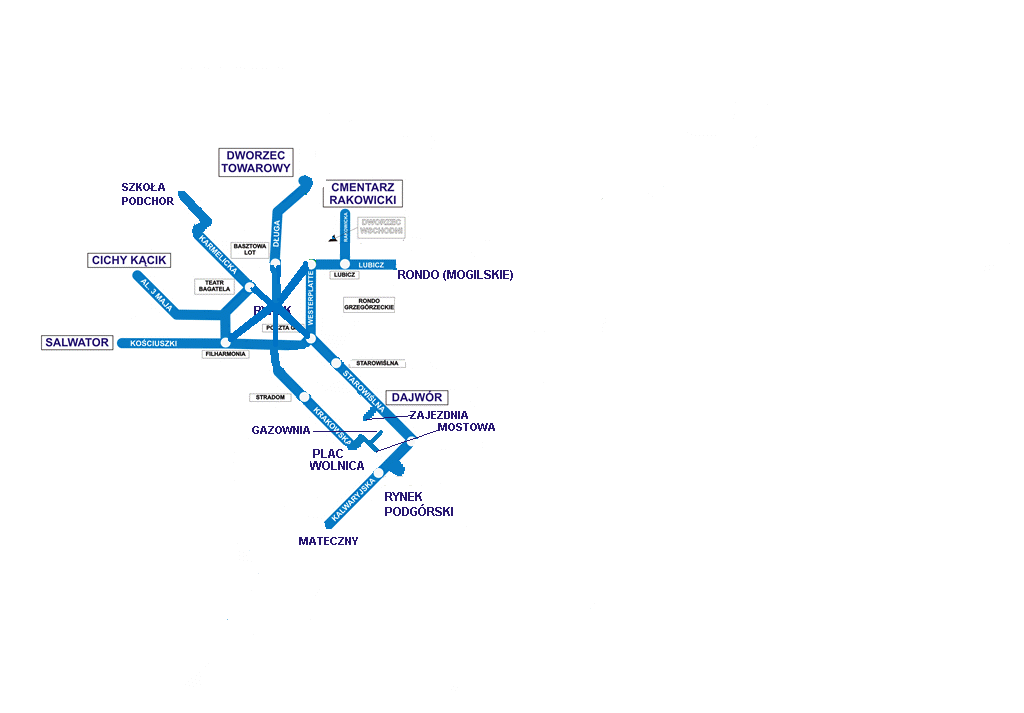 DWORZEC
TOWAROWY
SZKOŁA
PODCHOR
CMENTARZ
RAKOWICKI
RAKOWICKA
DWORZEC
WSCHODNI
DŁUGA
KARMELICKA
BASZTOWA
LOT
CICHY KĄCIK
LUBICZ
LUBICZ
RONDO (MOGILSKIE)
TEATR
BAGATELA
AL. 3 MAJA
WESTERPLATTE
RONDO
GRZEGÓRZECKIE
RYNEK
POCZTA G
SALWATOR
KOŚCIUSZKI
FILHARMONIA
STAROWIŚLNA
STAROWIŚLNA
STRADOM
DAJWÓR
KRAKOWSKA
ZAJEZDNIA
GAZOWNIA
MOSTOWA
PLAC
WOLNICA
KALWARYJSKA
RYNEK
PODGÓRSKI
MATECZNY